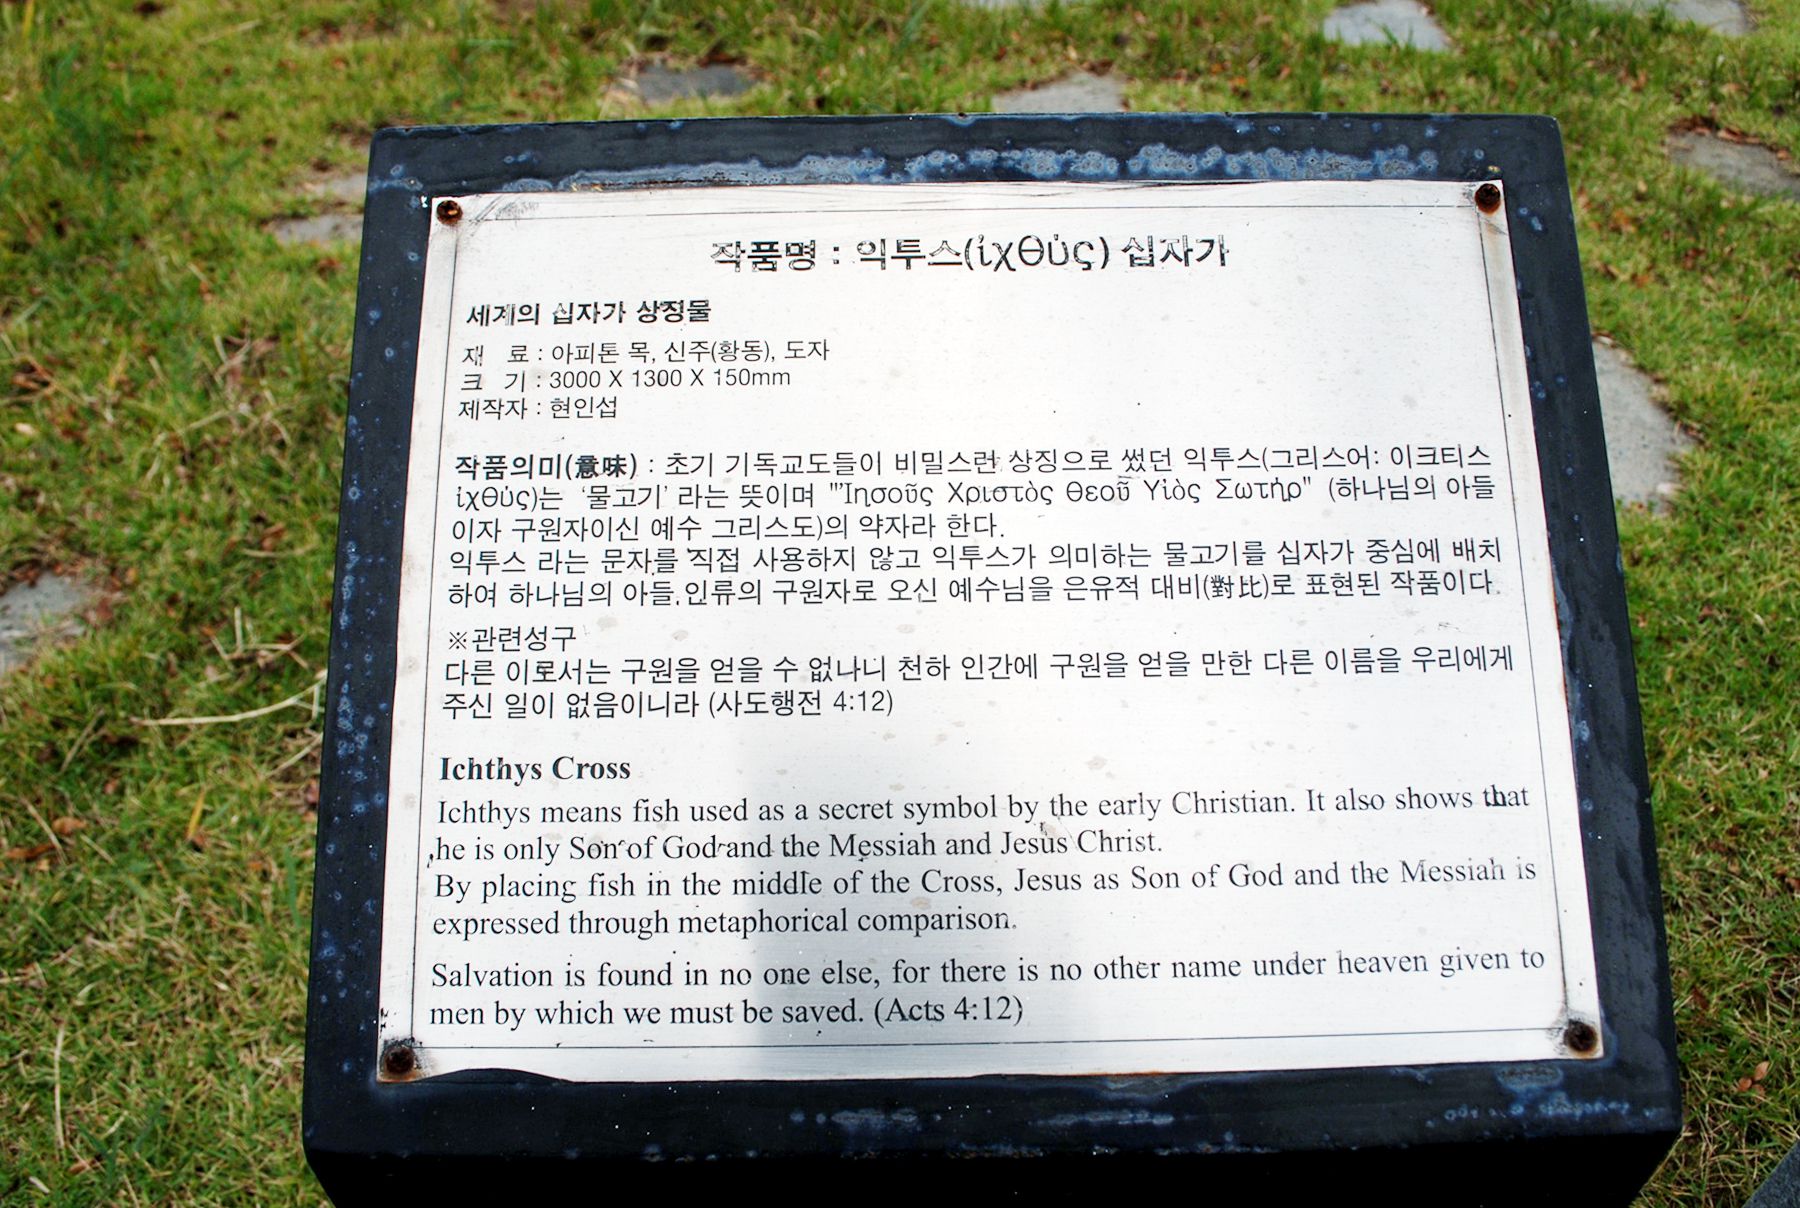 작품명 : 익투스(ἰχθύς) 십자가
세계의 십자가 상징물
재 료 : 아피톤 목, 신주(황동), 도자
크 기 : 3000 X 1300 X 150mm
제작자 : 현인섭
작품의미(意味) : 초기 기독교도들이 비밀스런 상징으로 썼던 익투스(그리스어: 이크티스
ἰχθύς)는 '물고기' 라는 뜻이며 "'Ἰησοῦς Χριστὸς Θεοῦ Υἱὸς Σωτήρ" (하나님의 아들
이자 구원자이신 예수 그리스도)의 약자라 한다.
익투스 라는 문자를 직접 사용하지 않고 익투스가 의미하는 물고기를 십자가 중심에 배치
하여 하나님의 아들, 인류의 구원자로 오신 예수님을 은유적 대비(對比)로 표현된 작품이다.
※관련성구
다른 이로서는 구원을 얻을 수 없나니 천하 인간에 구원을 얻을 만한 다른 이름을 우리에게
주신 일이 없음이니라 (사도행전 4:12)
Ichthys Cross
Ichthys means fish used as a secret symbol by the early Christian. It also shows that
he is only Son of God and the Messiah and Jesus Christ.
By placing fish in the middle of the Cross, Jesus as Son of God and the Messiah is
expressed through metaphorical comparison.
Salvation is found in no one else, for there is no other name under heaven given to
men by which we must be saved. (Acts 4:12)